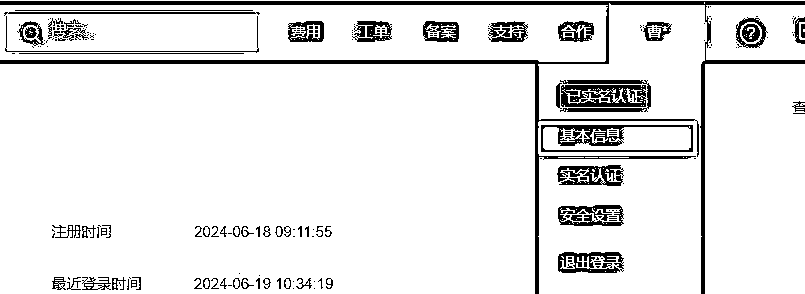 搜索
费用 工单 备案 支持 合作 曹*
已实名认证
基本信息
实名认证
安全设置
退出登录
查
注册时间 2024-06-18 09:11:55
最近登录时间 2024-06-19 10:34:19